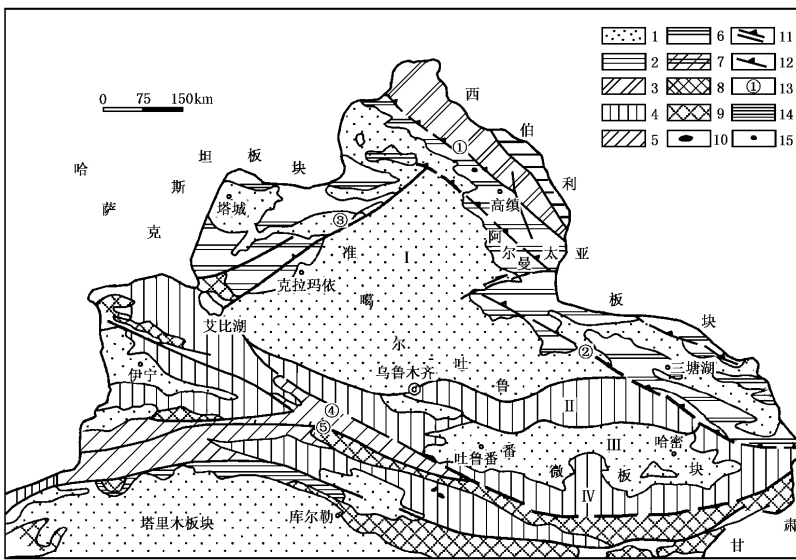 1 6 11
2 7 12
3 8 ① 13
4 9 14
5 10 15
0 75 150km
西伯利亚板块
哈萨克斯坦板块
①
塔城
③
高缜
阿尔曼太
准噶尔
I
克拉玛依
艾比湖
②
三塘湖
伊宁
乌鲁木齐
吐鲁番微板块
II
④
⑤
III
哈密
吐鲁番
IV
塔里木板块
库尔勒
甘肃